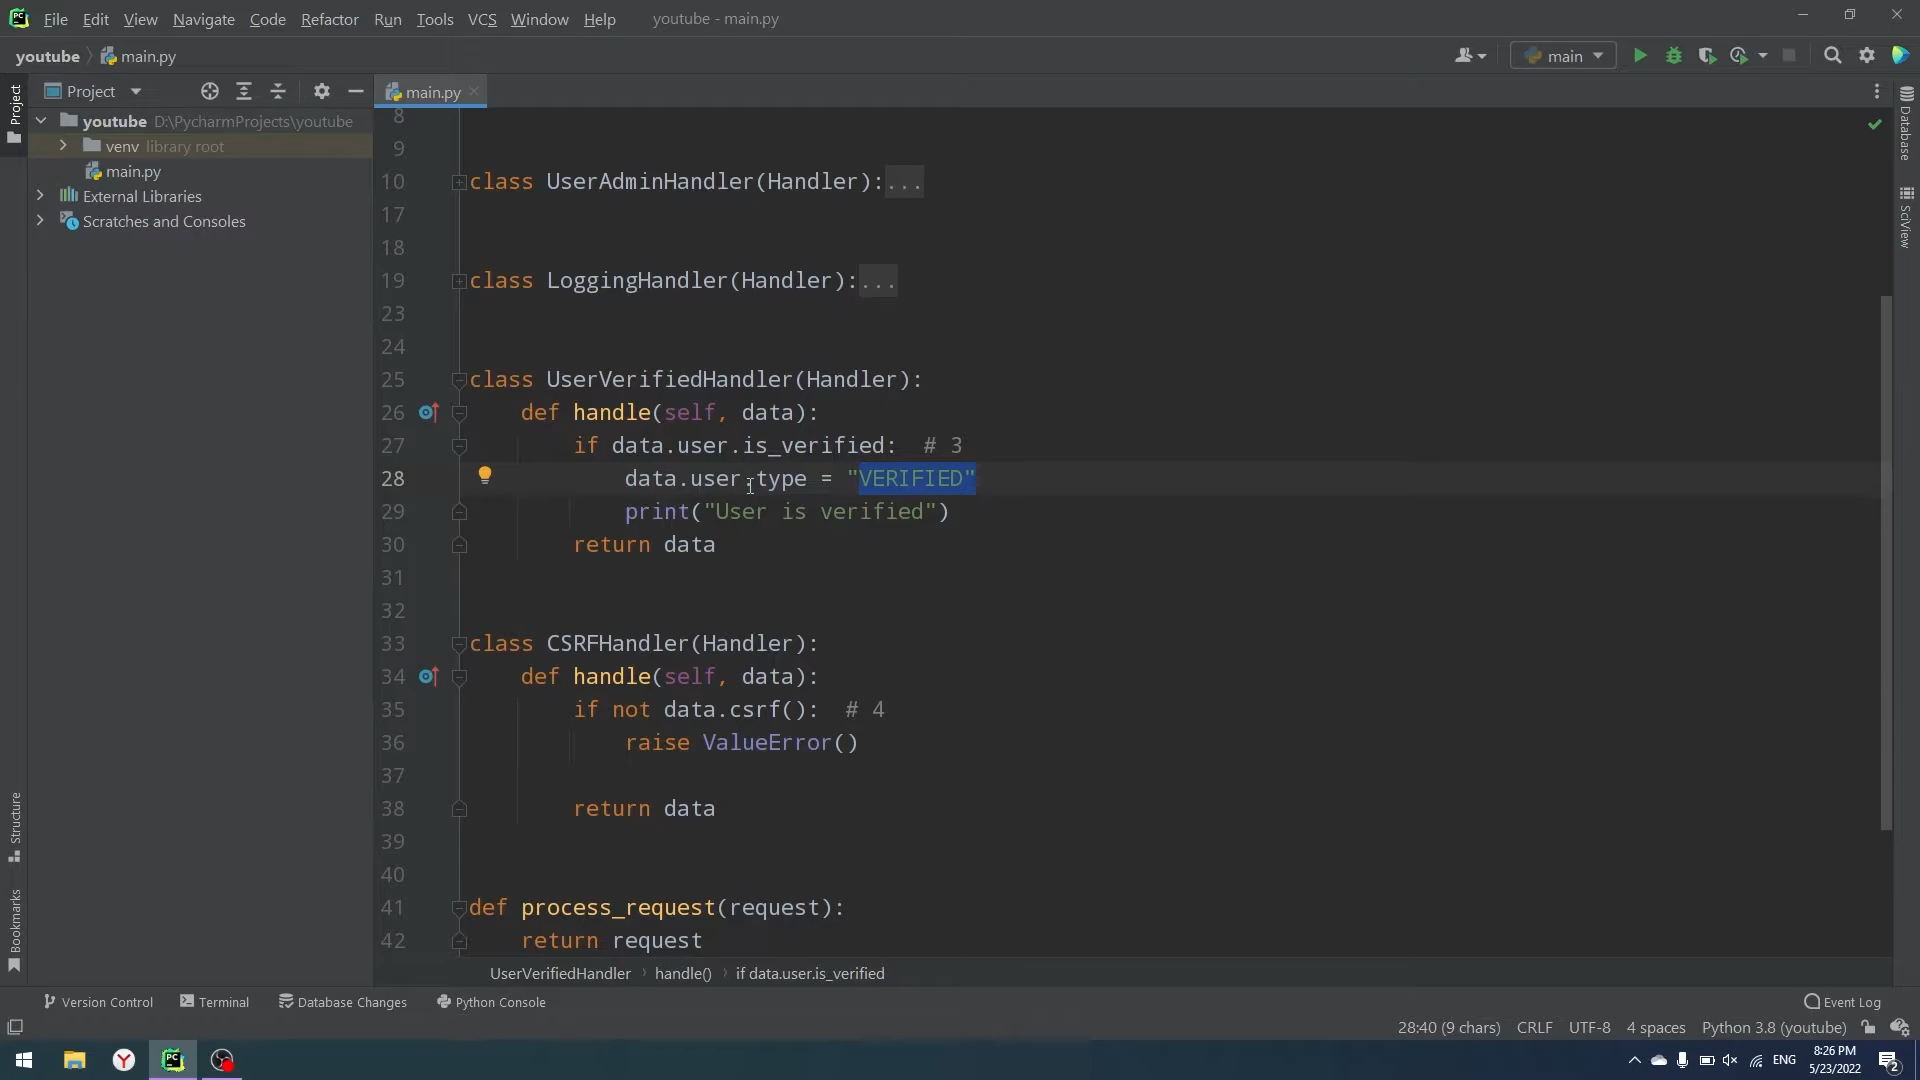 File Edit View Navigate Code Refactor Run Tools VCS Window Help youtube - main.py
youtube main.py main
Project main.py
youtube D:\PycharmProjects\youtube
venv library root
main.py
External Libraries
Scratches and Consoles
Project
Structure
Bookmarks
8
9
10 class UserAdminHandler(Handler):...
17
18
19 class LoggingHandler(Handler):...
23
24
25 class UserVerifiedHandler(Handler):
26 def handle(self, data):
27 if data.user.is_verified: # 3
28 data.user.type = "VERIFIED"
29 print("User is verified")
30 return data
31
32
33 class CSRFHandler(Handler):
34 def handle(self, data):
35 if not data.csrf(): # 4
36 raise ValueError()
37
38 return data
39
40
41 def process_request(request):
42 return request
Database
SciView
UserVerifiedHandler handle() if data.user.is_verified
Version Control Terminal Database Changes Python Console Event Log
28:40 (9 chars) CRLF UTF-8 4 spaces Python 3.8 (youtube)
ENG 8:26 PM
5/23/2022
2